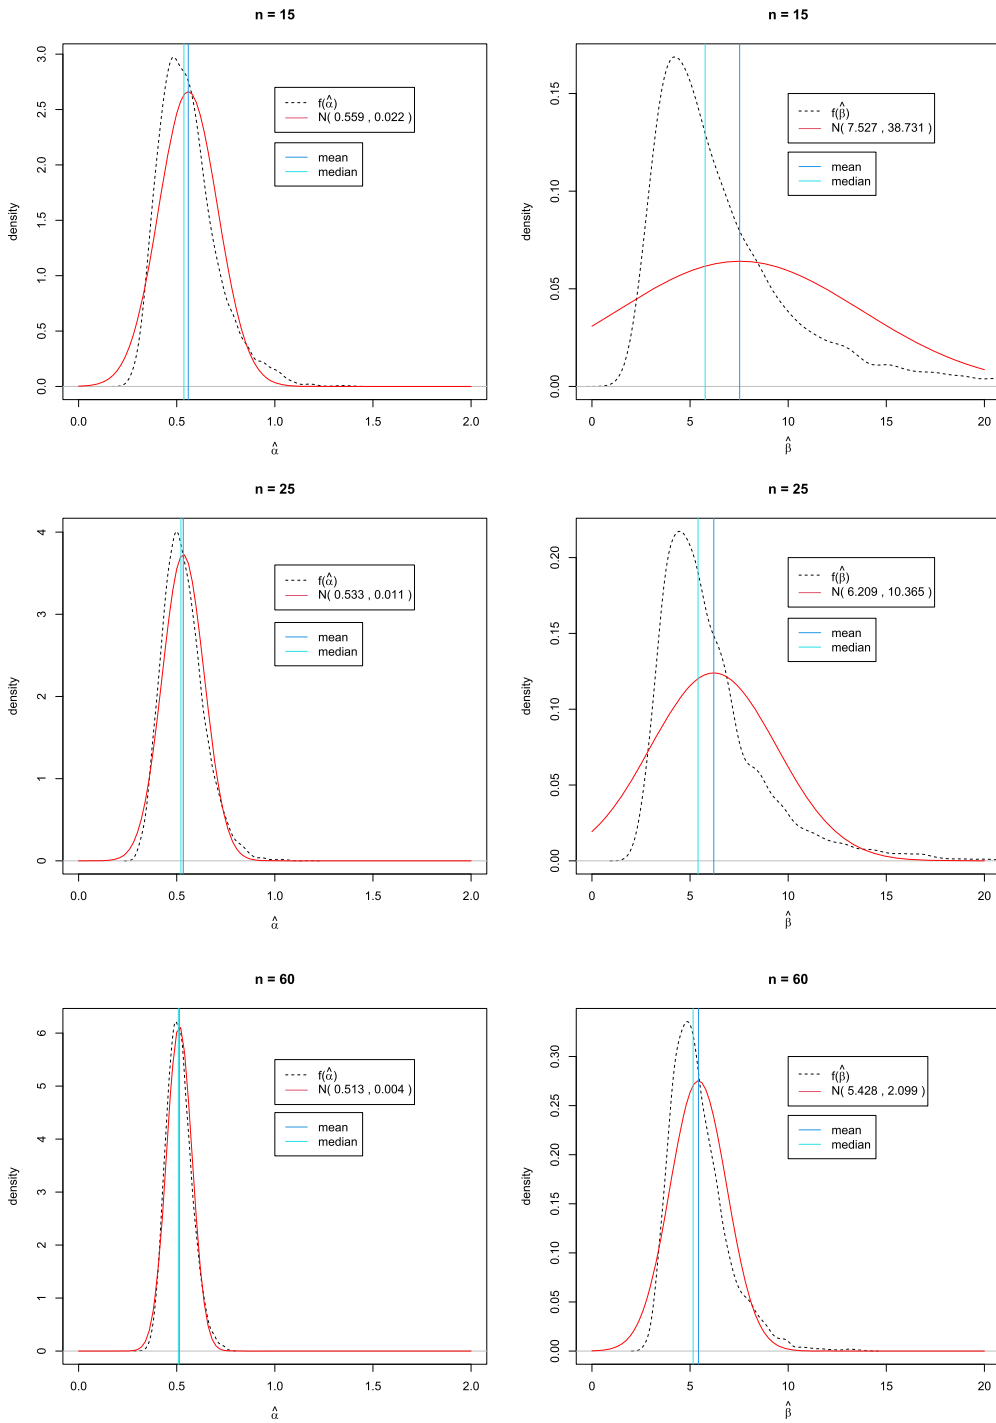 n = 15
3.0
2.5
2.0
1.5
1.0
0.5
0.0
density
f(α̂)
N( 0.559 , 0.022 )
mean
median
0.0 0.5 1.0 1.5 2.0
α̂
n = 15
0.15
0.10
0.05
0.00
density
f(β̂)
N( 7.527 , 38.731 )
mean
median
0 5 10 15 20
β̂
n = 25
4
3
2
1
0
density
f(α̂)
N( 0.533 , 0.011 )
mean
median
0.0 0.5 1.0 1.5 2.0
α̂
n = 25
0.20
0.15
0.10
0.05
0.00
density
f(β̂)
N( 6.209 , 10.365 )
mean
median
0 5 10 15 20
β̂
n = 60
6
5
4
3
2
1
0
density
f(α̂)
N( 0.513 , 0.004 )
mean
median
0.0 0.5 1.0 1.5 2.0
α̂
n = 60
0.30
0.25
0.20
0.15
0.10
0.05
0.00
density
f(β̂)
N( 5.428 , 2.099 )
mean
median
0 5 10 15 20
β̂